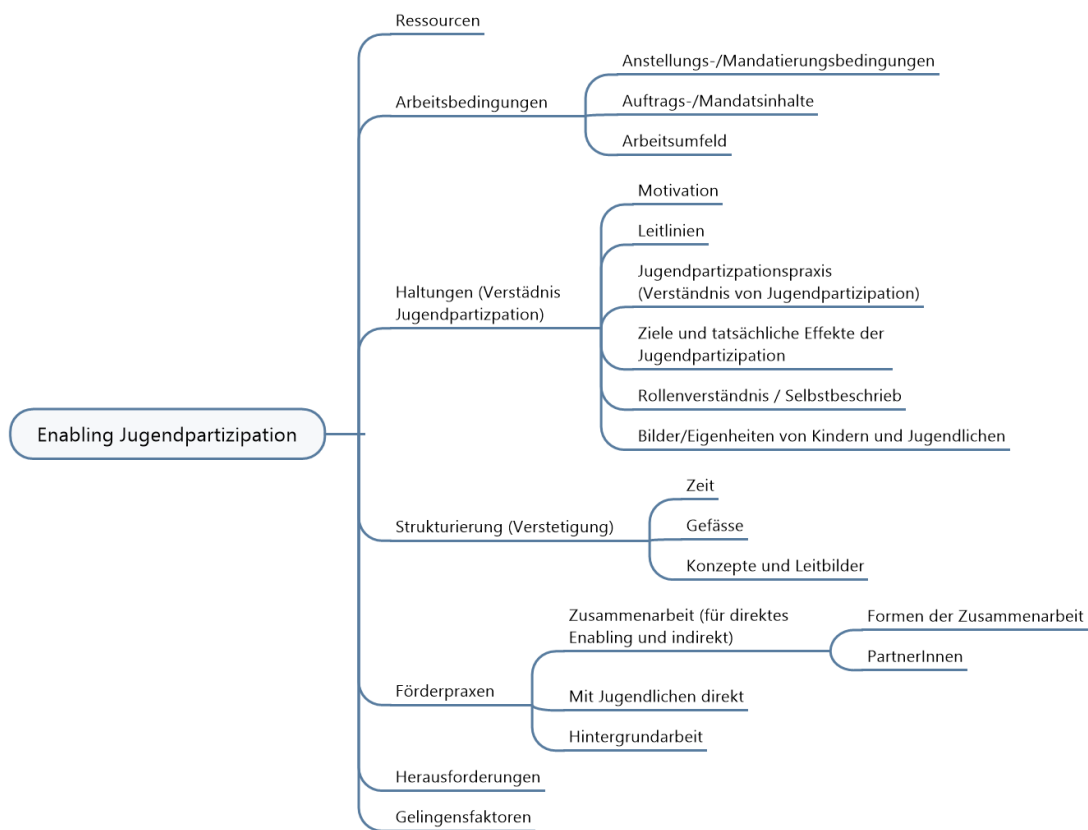 Enabling Jugendpartizipation
Ressourcen
Arbeitsbedingungen
Anstellungs-/Mandatierungsbedingungen
Auftrags-/Mandatsinhalte
Arbeitsumfeld
Haltungen (Verstädnis
Jugendpartizpation)
Motivation
Leitlinien
Jugendpartizpationspraxis
(Verständnis von Jugendpartizipation)
Ziele und tatsächliche Effekte der
Jugendpartizipation
Rollenverständnis / Selbstbeschrieb
Bilder/Eigenheiten von Kindern und Jugendlichen
Strukturierung (Verstetigung)
Zeit
Gefässe
Konzepte und Leitbilder
Förderpraxen
Zusammenarbeit (für direktes
Enabling und indirekt)
Formen der Zusammenarbeit
PartnerInnen
Mit Jugendlichen direkt
Hintergrundarbeit
Herausforderungen
Gelingensfaktoren